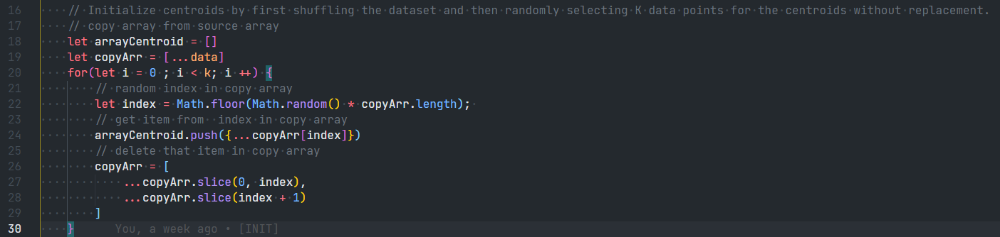 16 // Initialize centroids by first shuffling the dataset and then randomly selecting K data points for the centroids without replacement.
17 // copy array from source array
18 let arrayCentroid = []
19 let copyArr = [...data]
20 for(let i = 0 ; i < k; i ++) {
21 // random index in copy array
22 let index = Math.floor(Math.random() * copyArr.length);
23 // get item from  index in copy array
24 arrayCentroid.push({...copyArr[index]})
25 // delete that item in copy array
26 copyArr = [
27 ...copyArr.slice(0, index),
28 ...copyArr.slice(index + 1)
29 ]
30 } You, a week ago • [INIT]